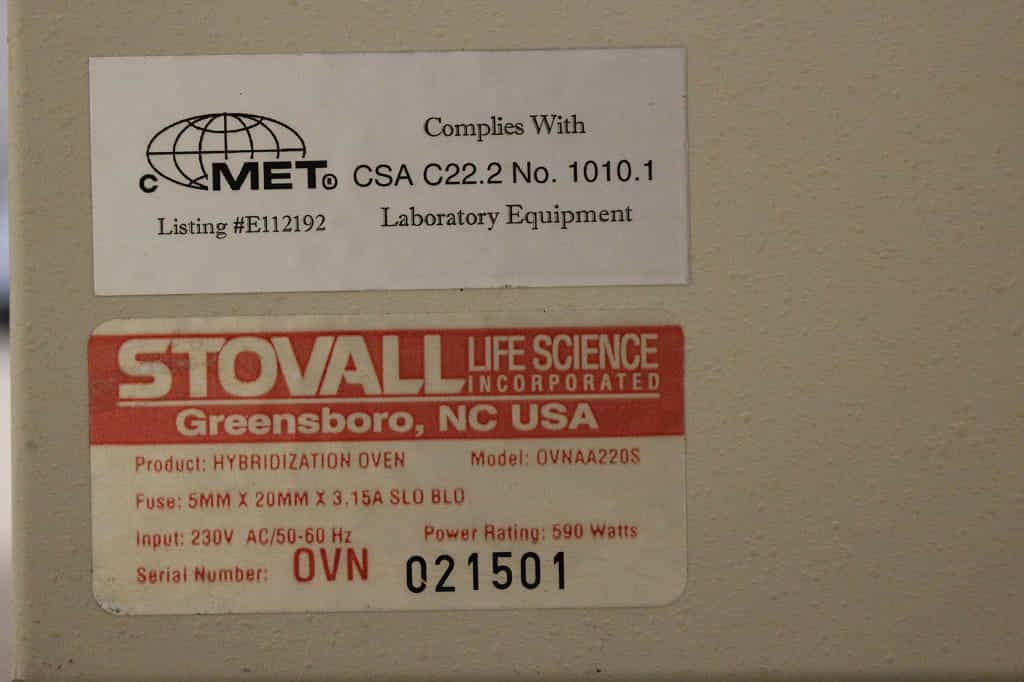 C MET®
Listing #E112192
Complies With
CSA C22.2 No. 1010.1
Laboratory Equipment
STOVALL LIFE SCIENCE
INCORPORATED
Greensboro, NC USA
Product: HYBRIDIZATION OVEN Model: OVNAA220S
Fuse: 5MM X 20MM X 3.15A SLO BLO
Input: 230V AC/50-60 Hz Power Rating: 590 Watts
Serial Number: OVN 021501